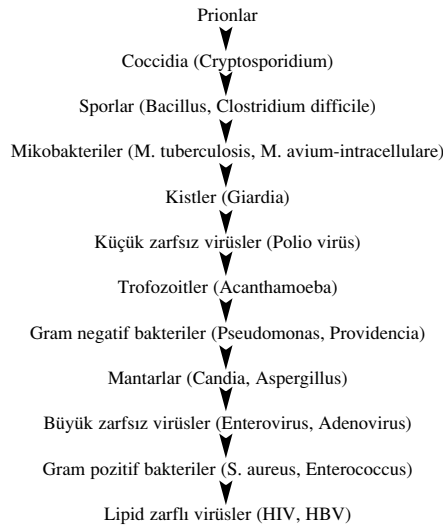 Prionlar
Coccidia (Cryptosporidium)
Sporlar (Bacillus, Clostridium difficile)
Mikobakteriler (M. tuberculosis, M. avium-intracellulare)
Kistler (Giardia)
Küçük zarfsız virüsler (Polio virüs)
Trofozoitler (Acanthamoeba)
Gram negatif bakteriler (Pseudomonas, Providencia)
Mantarlar (Candia, Aspergillus)
Büyük zarfsız virüsler (Enterovirus, Adenovirus)
Gram pozitif bakteriler (S. aureus, Enterococcus)
Lipid zarflı virüsler (HIV, HBV)